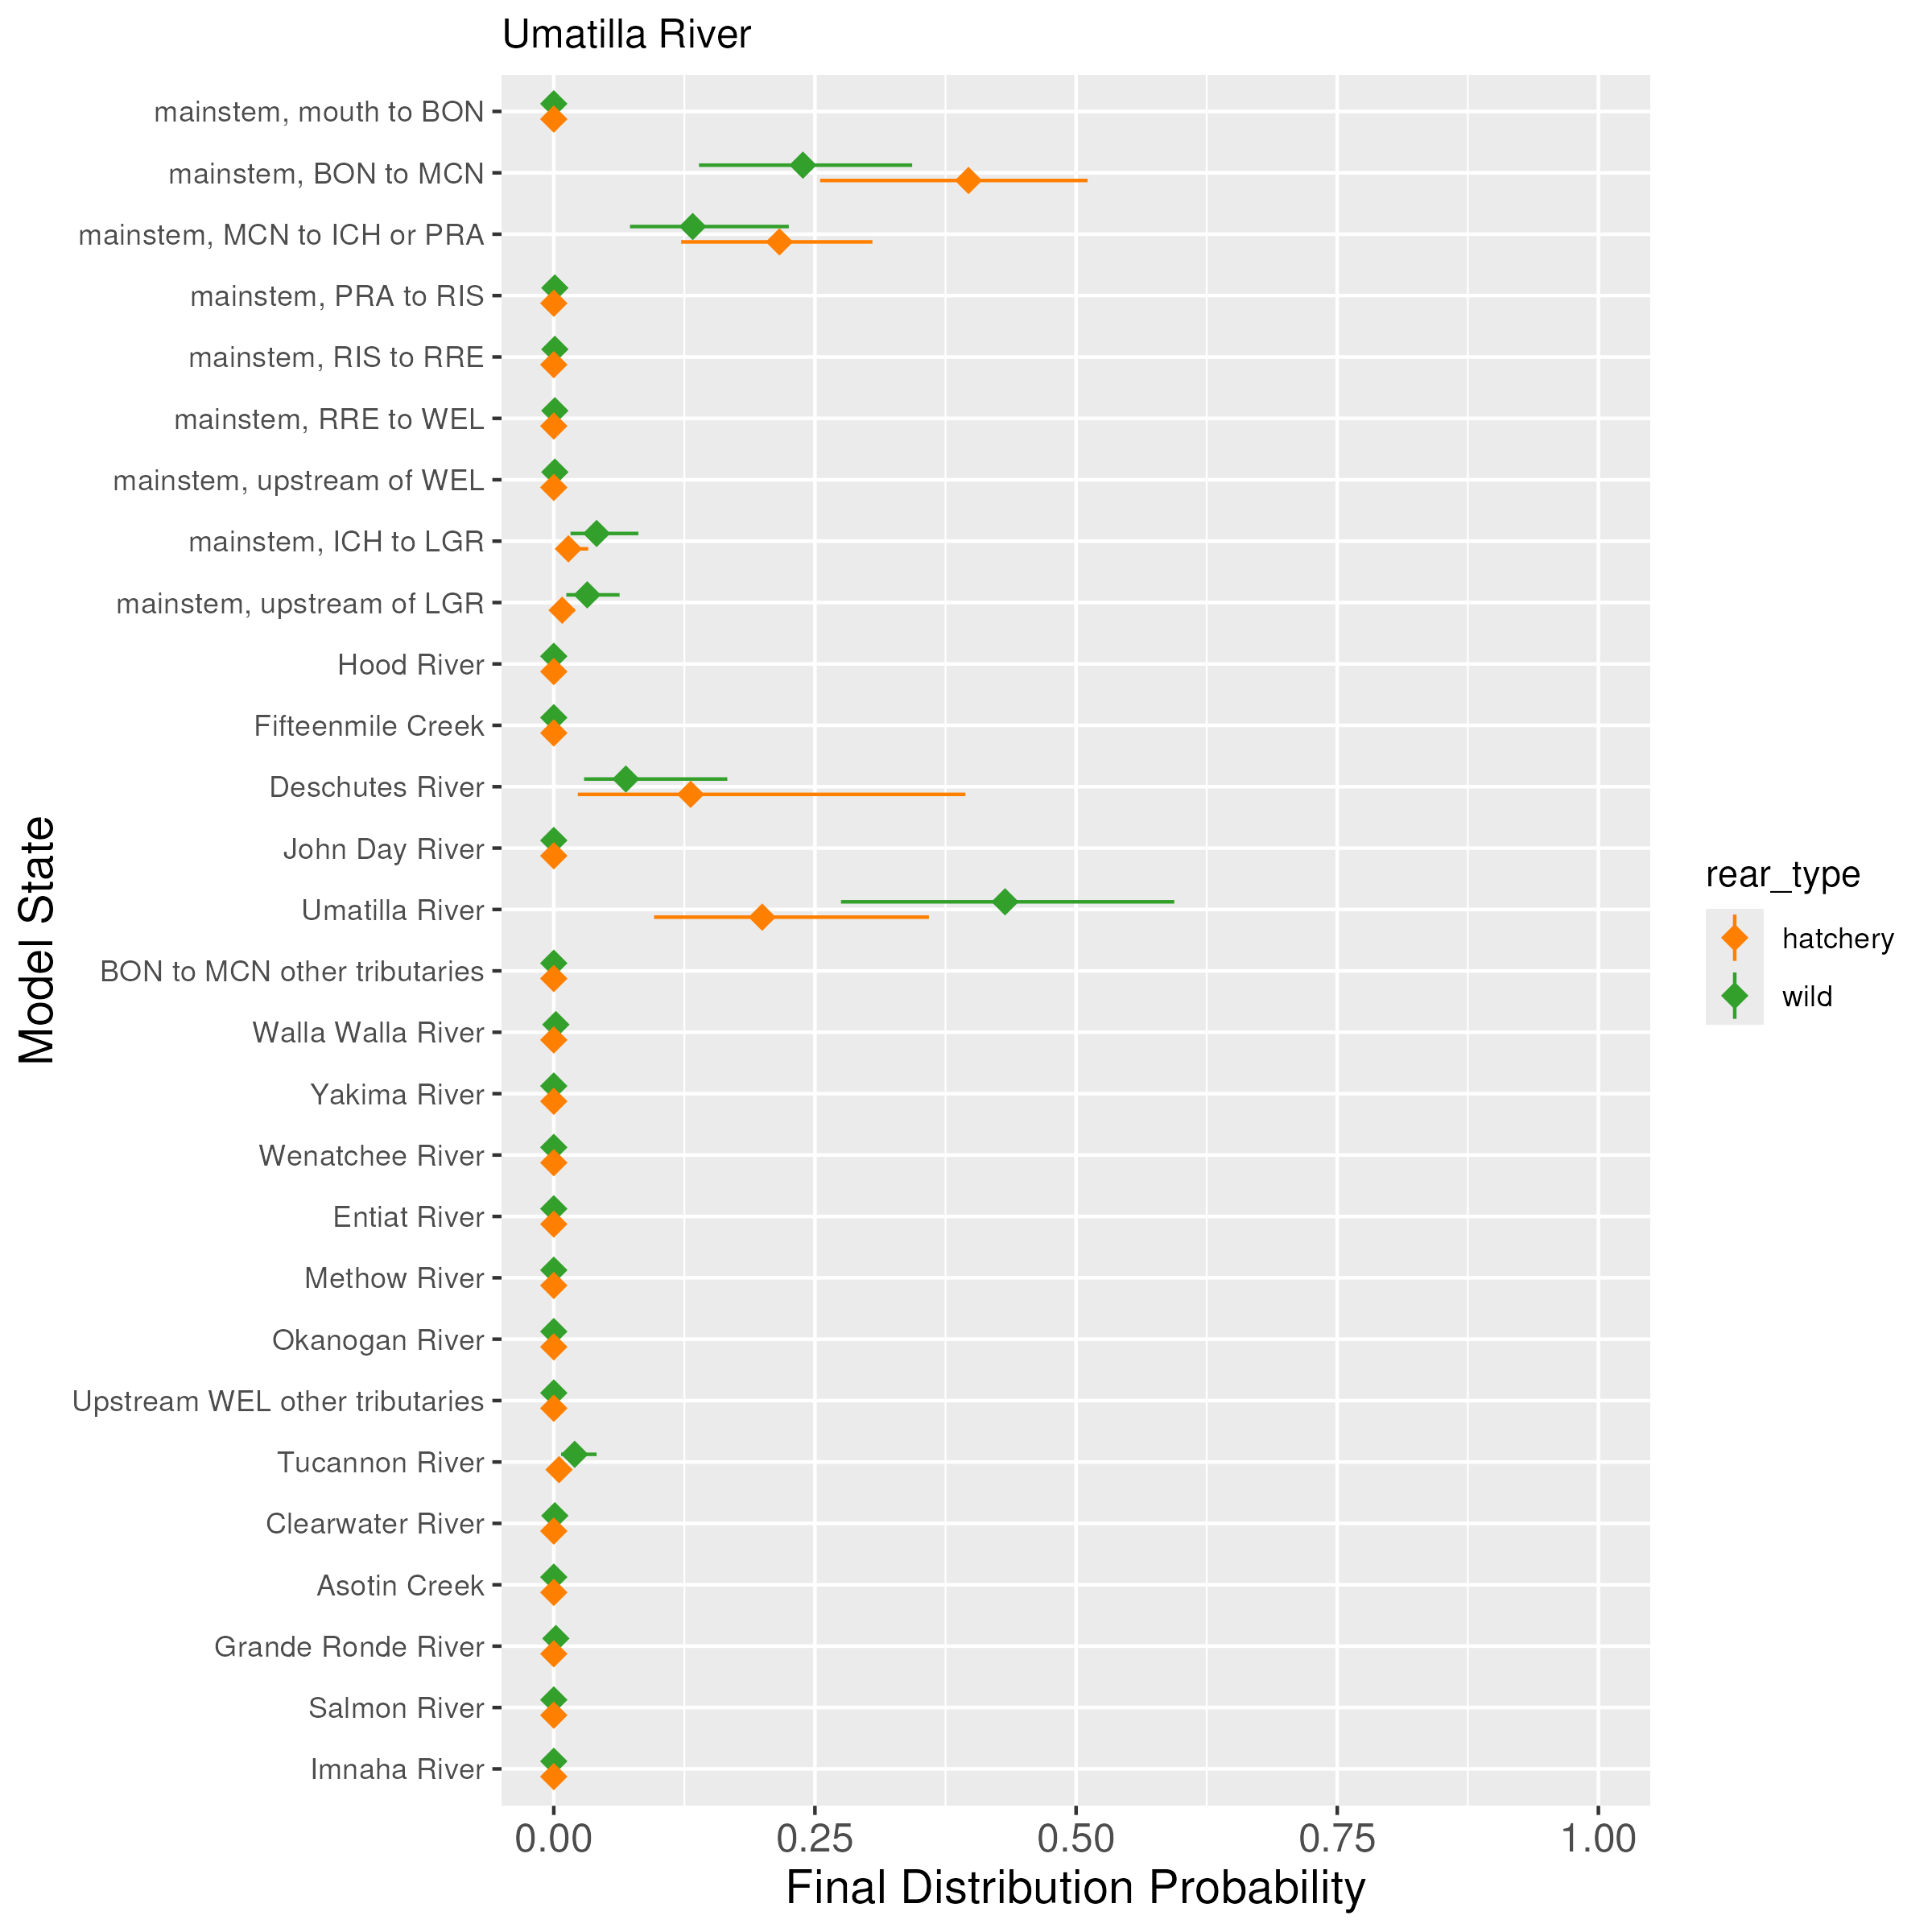 Umatilla River
mainstem, mouth to BON
mainstem, BON to MCN
mainstem, MCN to ICH or PRA
mainstem, PRA to RIS
mainstem, RIS to RRE
mainstem, RRE to WEL
mainstem, upstream of WEL
mainstem, ICH to LGR
mainstem, upstream of LGR
Hood River
Fifteenmile Creek
Deschutes River
John Day River
Umatilla River
BON to MCN other tributaries
Walla Walla River
Yakima River
Wenatchee River
Entiat River
Methow River
Okanogan River
Upstream WEL other tributaries
Tucannon River
Clearwater River
Asotin Creek
Grande Ronde River
Salmon River
Imnaha River
Model State
0.00 0.25 0.50 0.75 1.00
Final Distribution Probability
rear_type
hatchery
wild